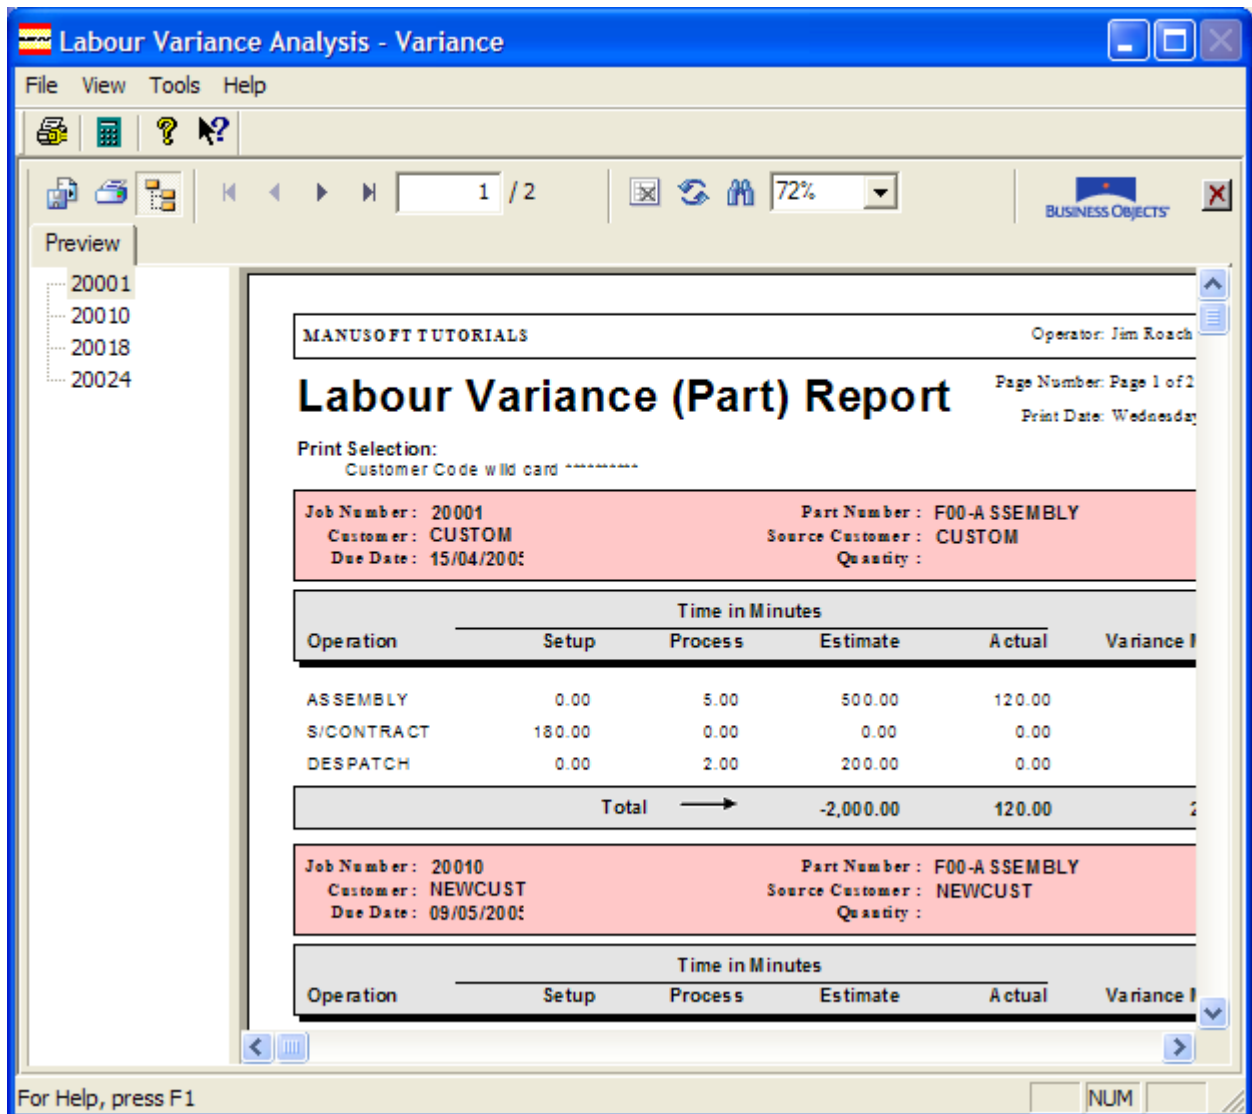 Labour Variance Analysis - Variance
File View Tools Help
1 / 2 72% BUSINESS OBJECTS
Preview
20001
20010
20018
20024
MANUSOFT TUTORIALS Operator: Jim Roach
Labour Variance (Part) Report Page Number: Page 1 of 2
Print Date: Wednesday
Print Selection:
Customer Code wild card **********
Job Number : 20001 Part Number : F00-ASSEMBLY
Customer : CUSTOM Source Customer : CUSTOM
Due Date : 15/04/2005 Quantity :
Time in Minutes
Operation Setup Process Estimate Actual Variance
ASSEMBLY 0.00 5.00 500.00 120.00
S/CONTRACT 180.00 0.00 0.00 0.00
DESPATCH 0.00 2.00 200.00 0.00
Total -2,000.00 120.00 2
Job Number : 20010 Part Number : F00-ASSEMBLY
Customer : NEWCUST Source Customer : NEWCUST
Due Date : 09/05/2005 Quantity :
Time in Minutes
Operation Setup Process Estimate Actual Variance
For Help, press F1 NUM